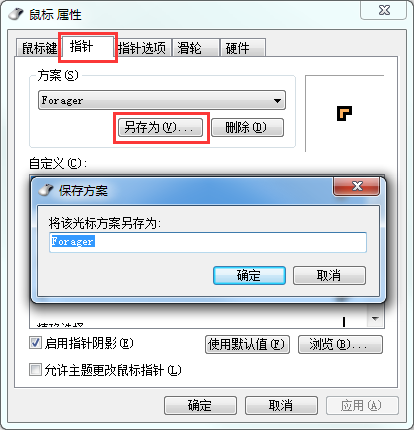 鼠标 属性
鼠标键 指针 指针选项 滑轮 硬件
方案(S)
Forager
另存为(V)... 删除(D)
自定义(C):
保存方案
将该光标方案另存为:
Forager
确定 取消
启用指针阴影(E) 使用默认值(F) 浏览(B)...
允许主题更改鼠标指针(L)
确定 取消 应用(A)